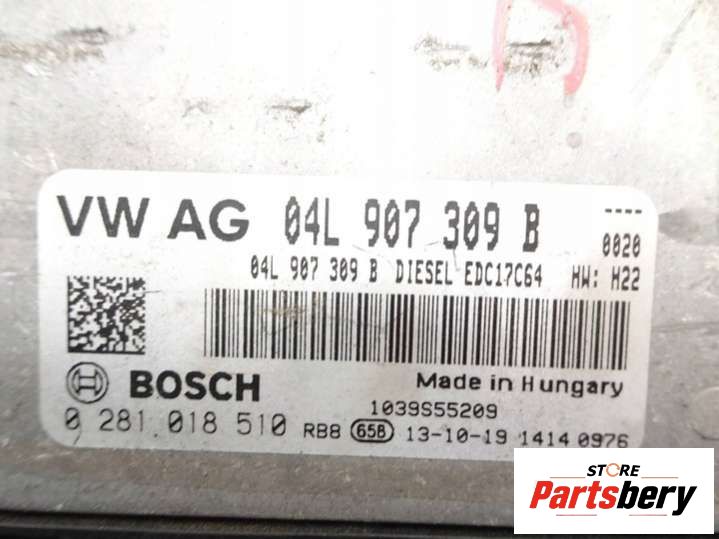 VW AG 04L 907 309 B ----
0020
04L 907 309 B DIESEL EDC17C64 HW: H22
BOSCH Made in Hungary
1039S55209
0 281 018 510 RB8 65B 13-10-19 1414 0976
STORE
Partsbery